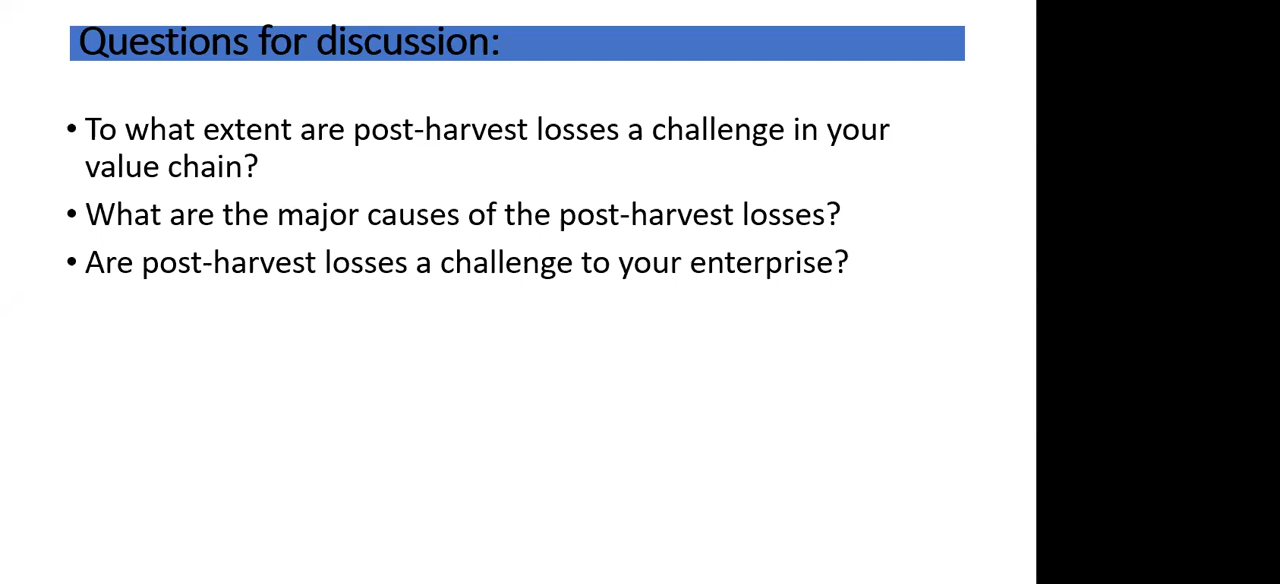 Questions for discussion:
• To what extent are post-harvest losses a challenge in your
value chain?
• What are the major causes of the post-harvest losses?
• Are post-harvest losses a challenge to your enterprise?